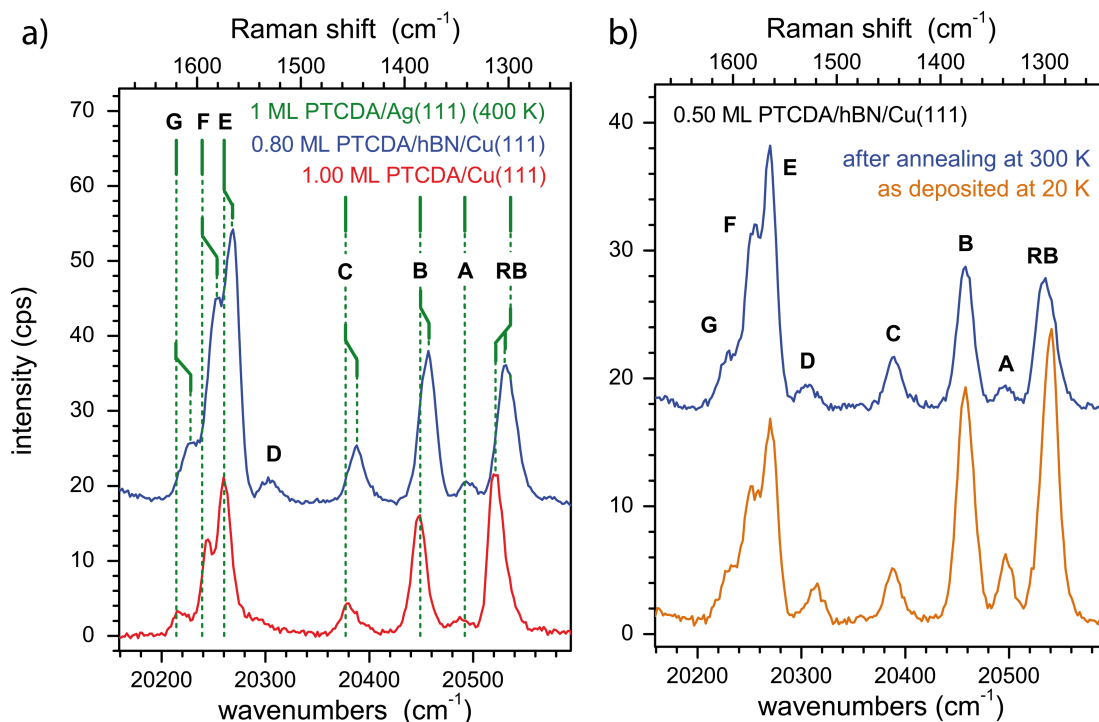 a)
Raman shift (cm⁻¹)
1600 1500 1400 1300
70
60
50
40
30
20
10
0
intensity (cps)
1 ML PTCDA/Ag(111) (400 K)
0.80 ML PTCDA/hBN/Cu(111)
1.00 ML PTCDA/Cu(111)
G F E
D
C B A RB
20200 20300 20400 20500
wavenumbers (cm⁻¹)
b)
Raman shift (cm⁻¹)
1600 1500 1400 1300
40
30
20
10
0
0.50 ML PTCDA/hBN/Cu(111)
after annealing at 300 K
as deposited at 20 K
E
F
G
D
C
B
A
RB
20200 20300 20400 20500
wavenumbers (cm⁻¹)